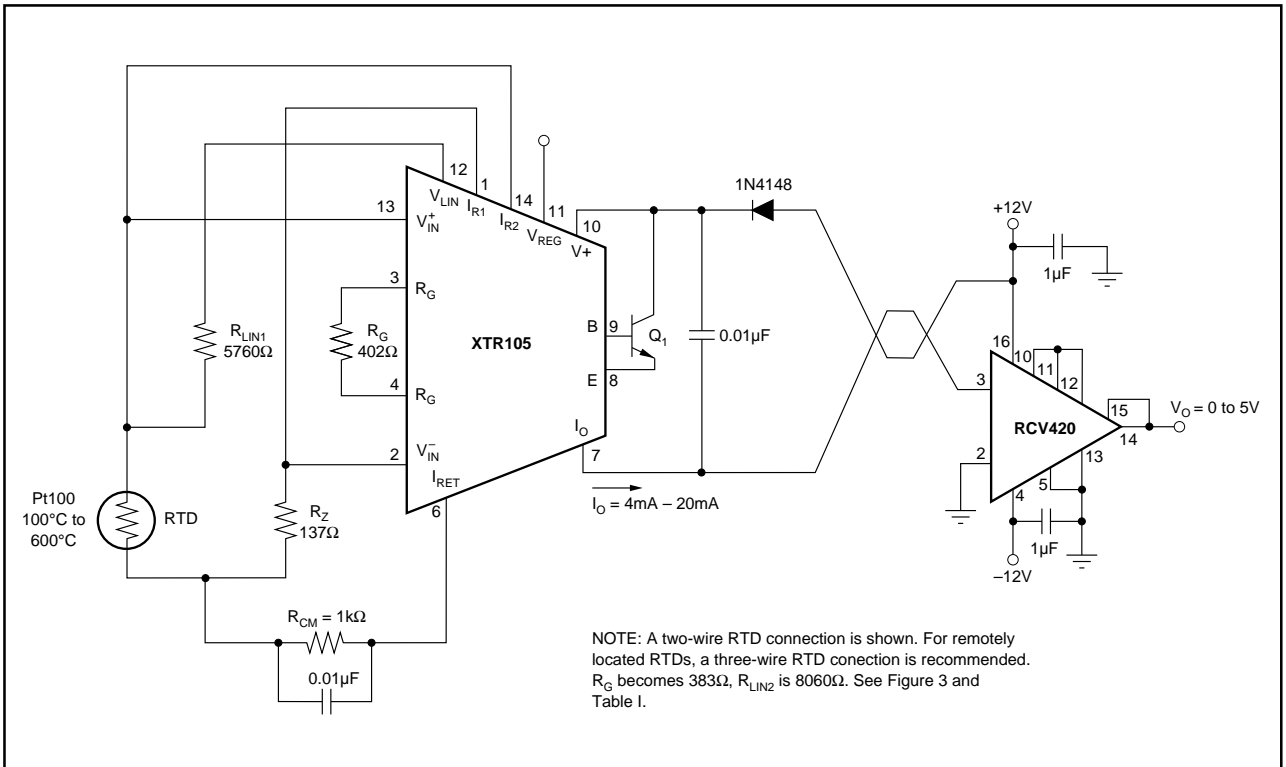 12
1
14
11
10
13
V_LIN
I_R1
I_R2
V_REG
V+
V_IN^+
3
R_G
R_LIN1
5760Ω
R_G
402Ω
XTR105
B
9
Q_1
E
8
4
R_G
I_O
7
2
V_IN^–
I_RET
6
I_O = 4mA – 20mA
Pt100
100°C to
600°C
RTD
R_Z
137Ω
R_CM = 1kΩ
0.01µF
1N4148
0.01µF
+12V
1µF
16
10
11
12
3
15
RCV420
14
V_O = 0 to 5V
2
13
5
4
1µF
–12V
NOTE: A two-wire RTD connection is shown. For remotely
located RTDs, a three-wire RTD conection is recommended.
R_G becomes 383Ω, R_LIN2 is 8060Ω. See Figure 3 and
Table I.